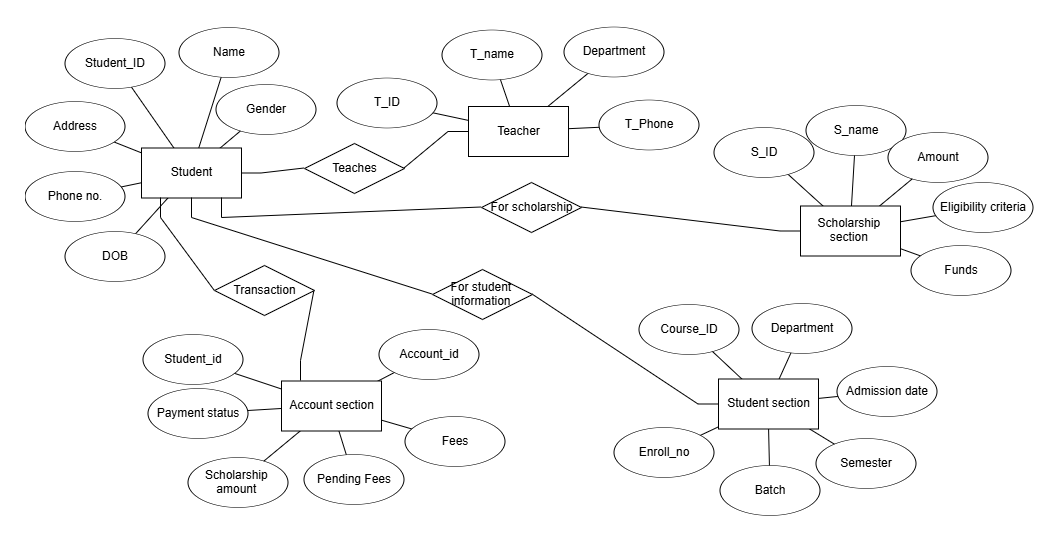 Name
Student_ID
T_name
Department
Gender
T_ID
Address
T_Phone
Teacher
S_name
S_ID
Amount
Student
Teaches
Phone no.
For scholarship
Eligibility criteria
Scholarship
section
DOB
Funds
Transaction
For student
information
Course_ID
Department
Student_id
Account_id
Admission date
Account section
Student section
Payment status
Fees
Enroll_no
Semester
Scholarship
amount
Pending Fees
Batch